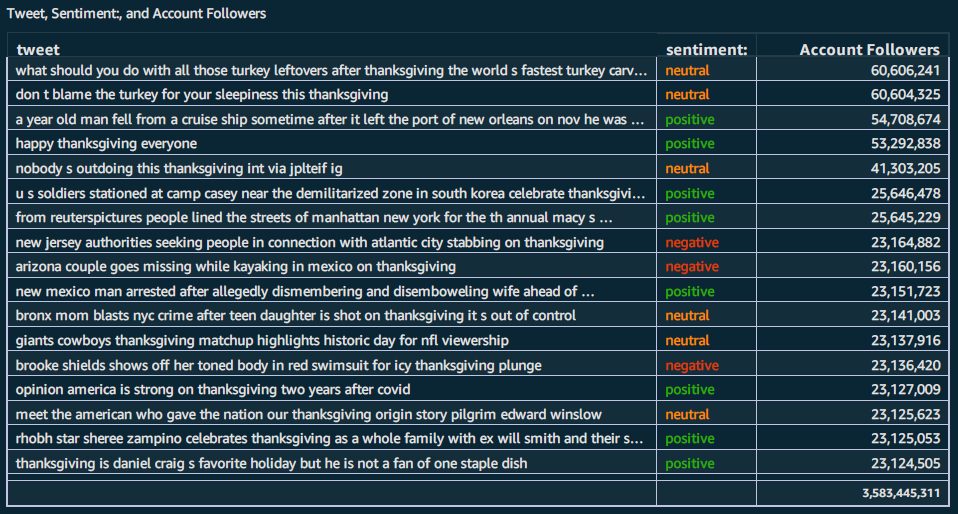 Tweet, Sentiment:, and Account Followers
tweet sentiment: Account Followers
what should you do with all those turkey leftovers after thanksgiving the world s fastest turkey carv... neutral 60,606,241
don t blame the turkey for your sleepiness this thanksgiving neutral 60,604,325
a year old man fell from a cruise ship sometime after it left the port of new orleans on nov he was ... positive 54,708,674
happy thanksgiving everyone positive 53,292,838
nobody s outdoing this thanksgiving int via jplteif ig neutral 41,303,205
u s soldiers stationed at camp casey near the demilitarized zone in south korea celebrate thanksgivi... positive 25,646,478
from reuterspictures people lined the streets of manhattan new york for the th annual macy s ... positive 25,645,229
new jersey authorities seeking people in connection with atlantic city stabbing on thanksgiving negative 23,164,882
arizona couple goes missing while kayaking in mexico on thanksgiving negative 23,160,156
new mexico man arrested after allegedly dismembering and disemboweling wife ahead of ... positive 23,151,723
bronx mom blasts nyc crime after teen daughter is shot on thanksgiving it s out of control neutral 23,141,003
giants cowboys thanksgiving matchup highlights historic day for nfl viewership neutral 23,137,916
brooke shields shows off her toned body in red swimsuit for icy thanksgiving plunge negative 23,136,420
opinion america is strong on thanksgiving two years after covid positive 23,127,009
meet the american who gave the nation our thanksgiving origin story pilgrim edward winslow neutral 23,125,623
rhobh star sheree zampino celebrates thanksgiving as a whole family with ex will smith and their s... positive 23,125,053
thanksgiving is daniel craig s favorite holiday but he is not a fan of one staple dish positive 23,124,505
3,583,445,311